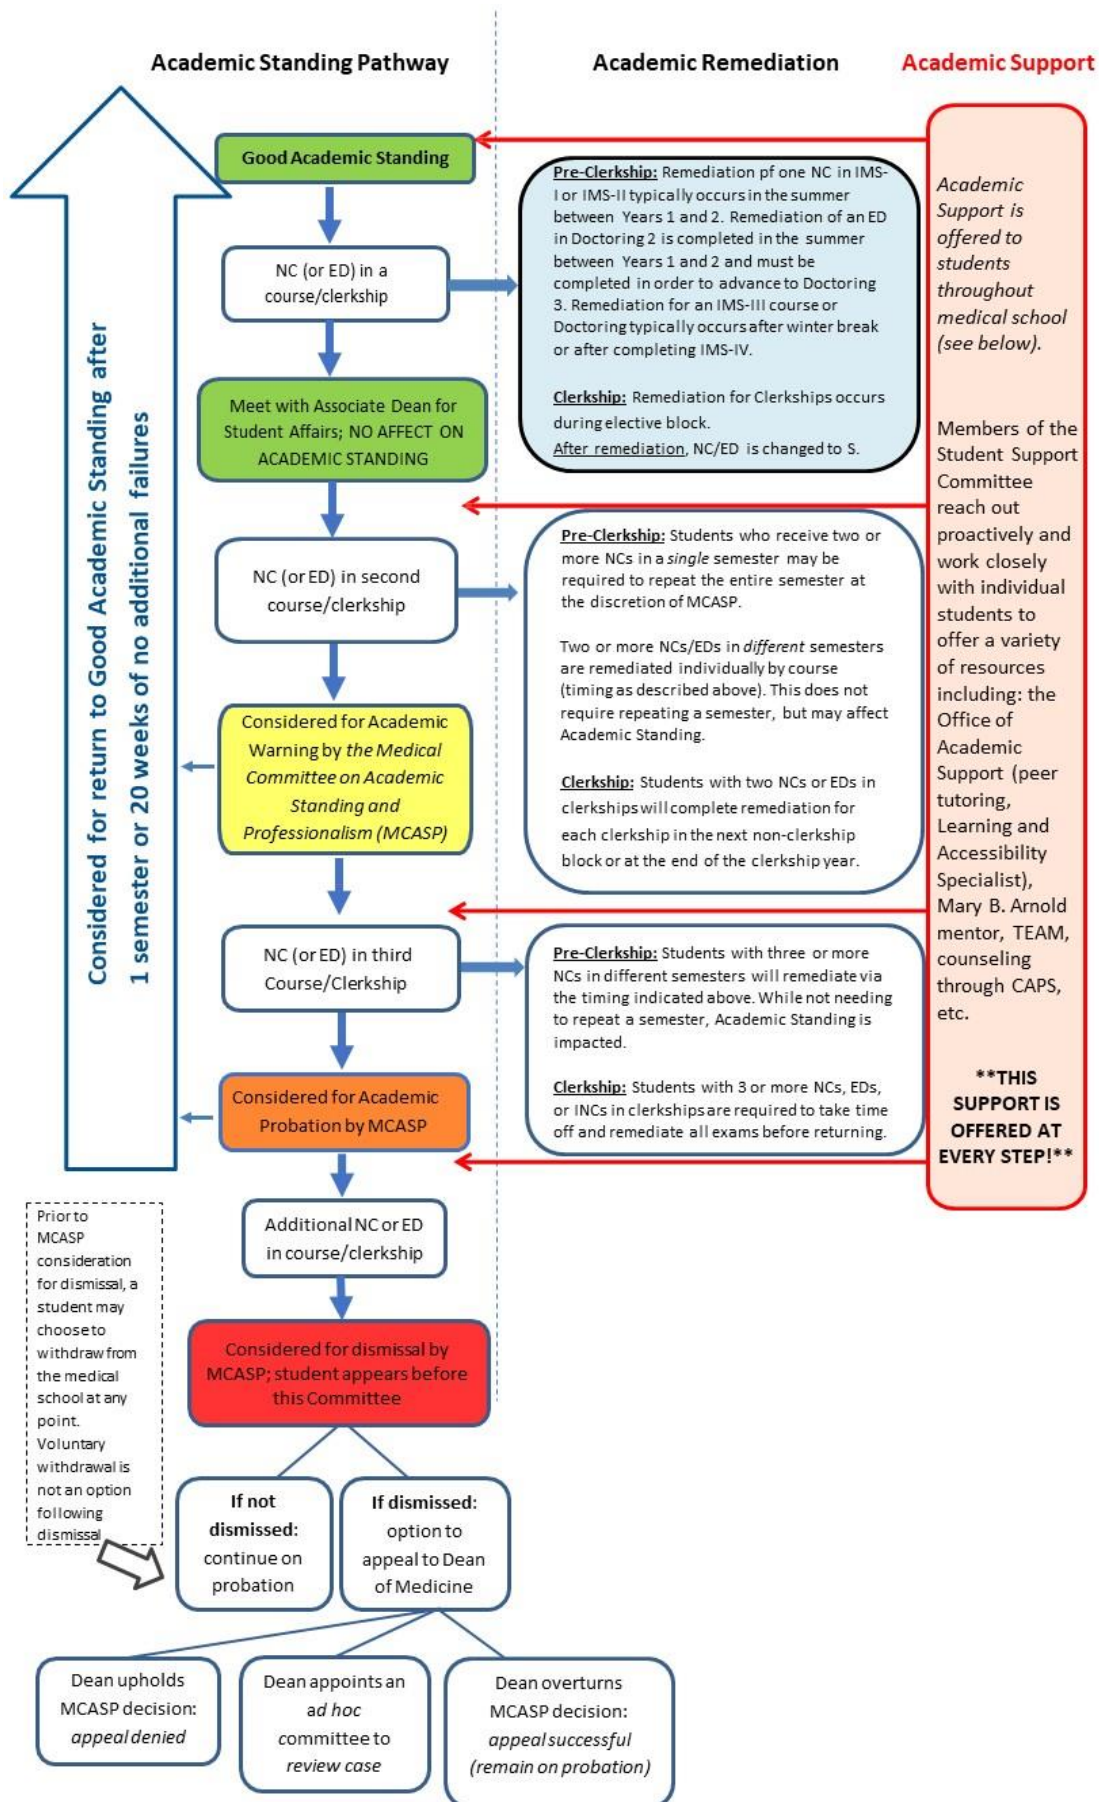 Academic Standing Pathway
Academic Remediation
Academic Support
Considered for return to Good Academic Standing after
1 semester or 20 weeks of no additional failures
Good Academic Standing
NC (or ED) in a
course/clerkship
Meet with Associate Dean for
Student Affairs; NO AFFECT ON
ACADEMIC STANDING
NC (or ED) in second
course/clerkship
Considered for Academic
Warning by the Medical
Committee on Academic
Standing and
Professionalism (MCASP)
NC (or ED) in third
Course/Clerkship
Considered for Academic
Probation by MCASP
Additional NC or ED
in course/clerkship
Considered for dismissal by
MCASP; student appears before
this Committee
Prior to
MCASP
consideration
for dismissal, a
student may
choose to
withdraw from
the medical
school at any
point.
Voluntary
withdrawal is
not an option
following
dismissal
If not
dismissed:
continue on
probation
If dismissed:
option to
appeal to Dean
of Medicine
Dean upholds
MCASP decision:
appeal denied
Dean appoints an
ad hoc
committee to
review case
Dean overturns
MCASP decision:
appeal successful
(remain on probation)
Pre-Clerkship: Remediation pf one NC in IMS-
I or IMS-II typically occurs in the summer
between Years 1 and 2. Remediation of an ED
in Doctoring 2 is completed in the summer
between Years 1 and 2 and must be
completed in order to advance to Doctoring
3. Remediation for an IMS-III course or
Doctoring typically occurs after winter break
or after completing IMS-IV.
Clerkship: Remediation for Clerkships occurs
during elective block.
After remediation, NC/ED is changed to S.
Pre-Clerkship: Students who receive two or
more NCs in a single semester may be
required to repeat the entire semester at
the discretion of MCASP.
Two or more NCs/EDs in different semesters
are remediated individually by course
(timing as described above). This does not
require repeating a semester, but may affect
Academic Standing.
Clerkship: Students with two NCs or EDs in
clerkships will complete remediation for
each clerkship in the next non-clerkship
block or at the end of the clerkship year.
Pre-Clerkship: Students with three or more
NCs in different semesters will remediate via
the timing indicated above. While not needing
to repeat a semester, Academic Standing is
impacted.
Clerkship: Students with 3 or more NCs, EDs,
or INCs in clerkships are required to take time
off and remediate all exams before returning.
Academic
Support is
offered to
students
throughout
medical school
(see below).
Members of the
Student Support
Committee
reach out
proactively and
work closely
with individual
students to
offer a variety
of resources
including: the
Office of
Academic
Support (peer
tutoring,
Learning and
Accessibility
Specialist),
Mary B. Arnold
mentor, TEAM,
counseling
through CAPS,
etc.
**THIS
SUPPORT IS
OFFERED AT
EVERY STEP!**